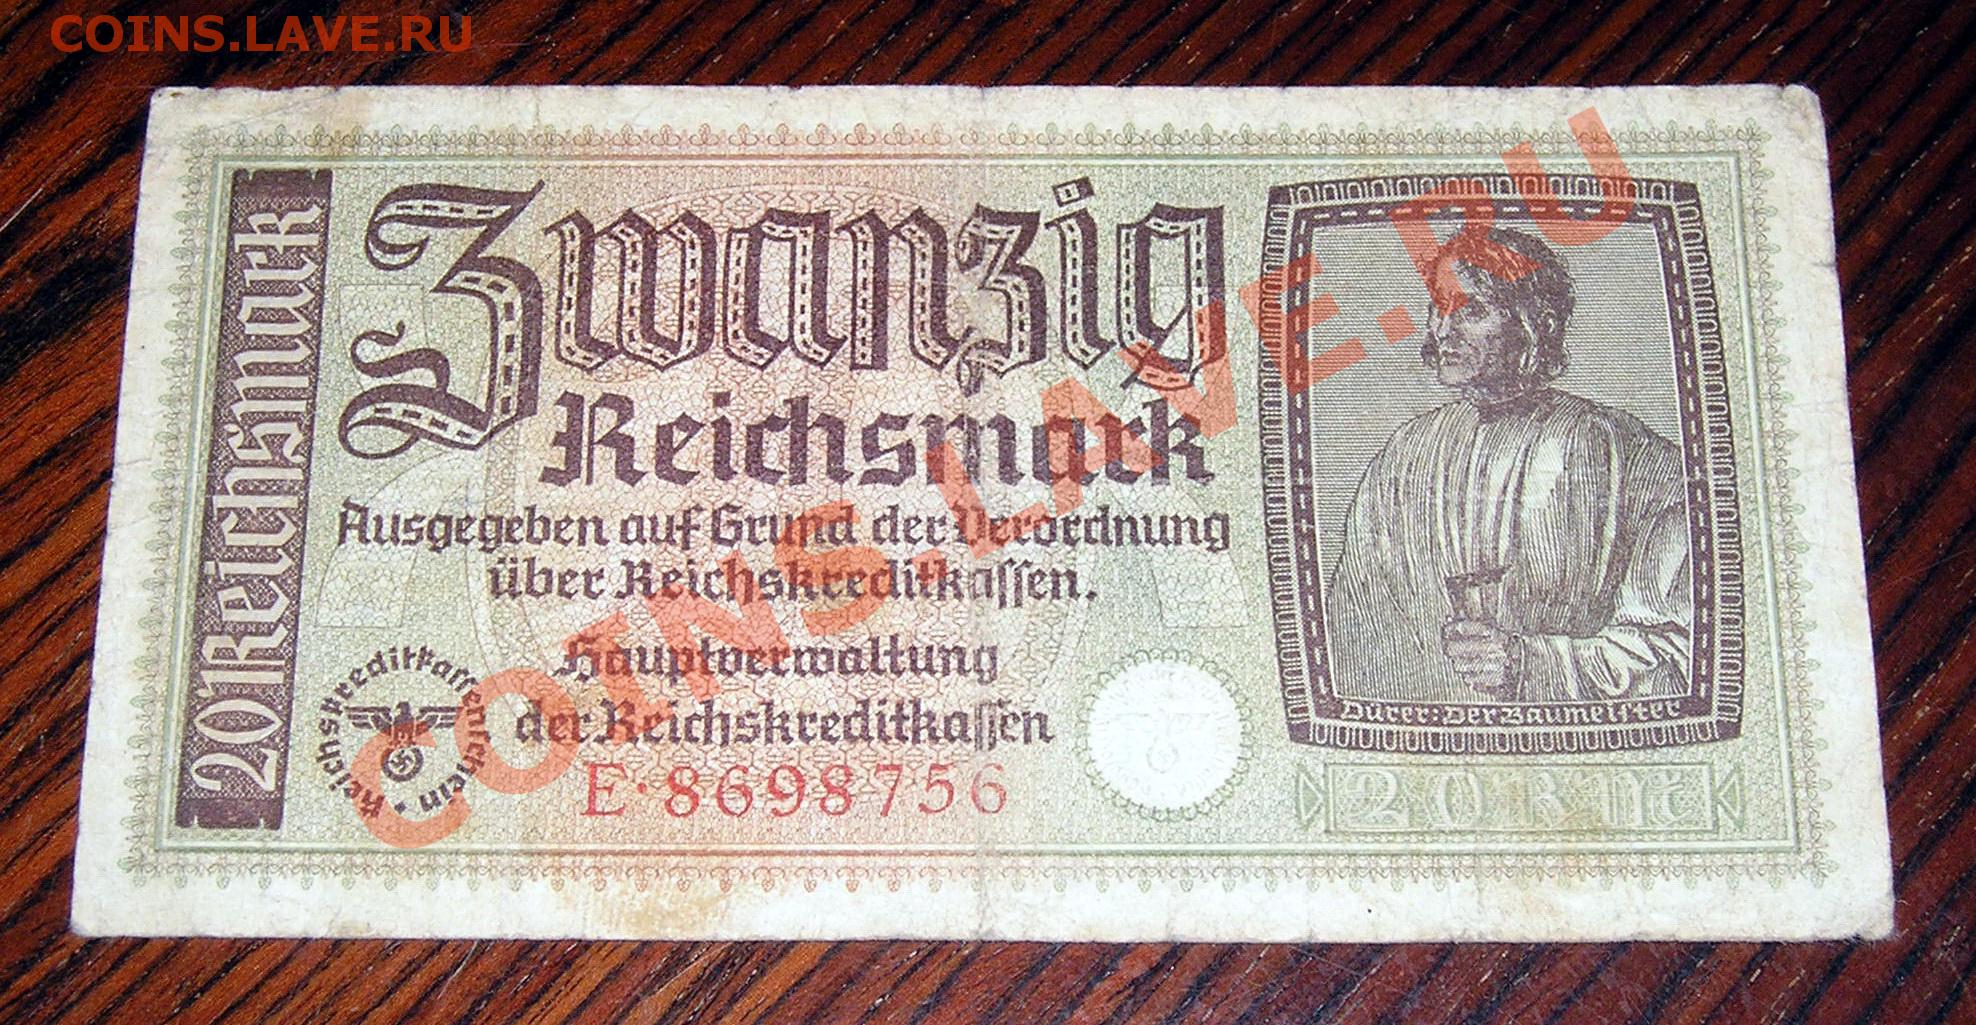 COINS.LAVE.RU
20 Reichsmark
Zwanzig
Reichsmark
Ausgegeben auf Grund der Verordnung
über Reichskreditkassen.
Hauptverwaltung
der Reichskreditkassen
Reichskreditkassenschein
E·8698756
Dürer: Der Baumeister
20 RM
COINS.LAVE.RU